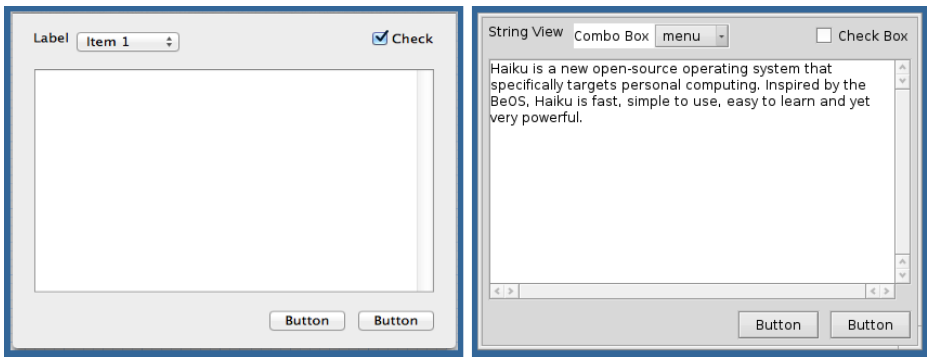 Label Item 1 Check
Button Button
String View Combo Box menu Check Box
Haiku is a new open-source operating system that
specifically targets personal computing. Inspired by the
BeOS, Haiku is fast, simple to use, easy to learn and yet
very powerful.
Button Button